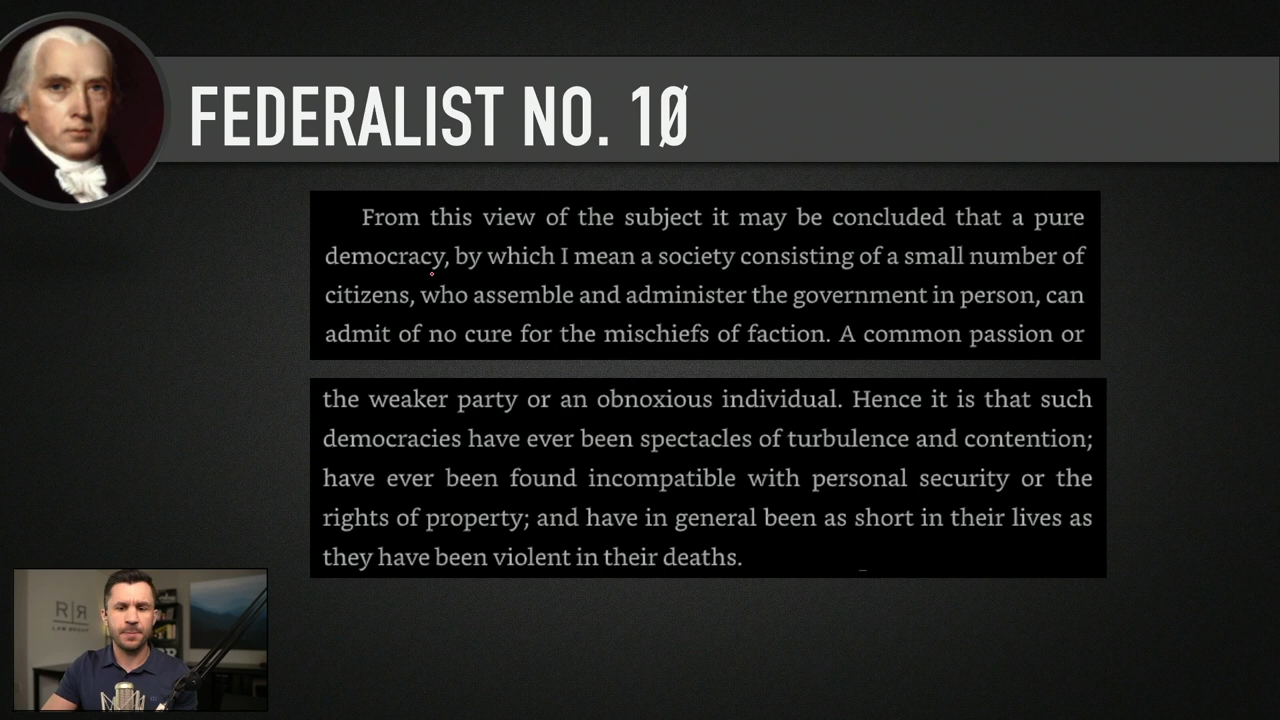 FEDERALIST NO. 10
From this view of the subject it may be concluded that a pure
democracy, by which I mean a society consisting of a small number of
citizens, who assemble and administer the government in person, can
admit of no cure for the mischiefs of faction. A common passion or
the weaker party or an obnoxious individual. Hence it is that such
democracies have ever been spectacles of turbulence and contention;
have ever been found incompatible with personal security or the
rights of property; and have in general been as short in their lives as
they have been violent in their deaths.
R|R
LAW GROUP